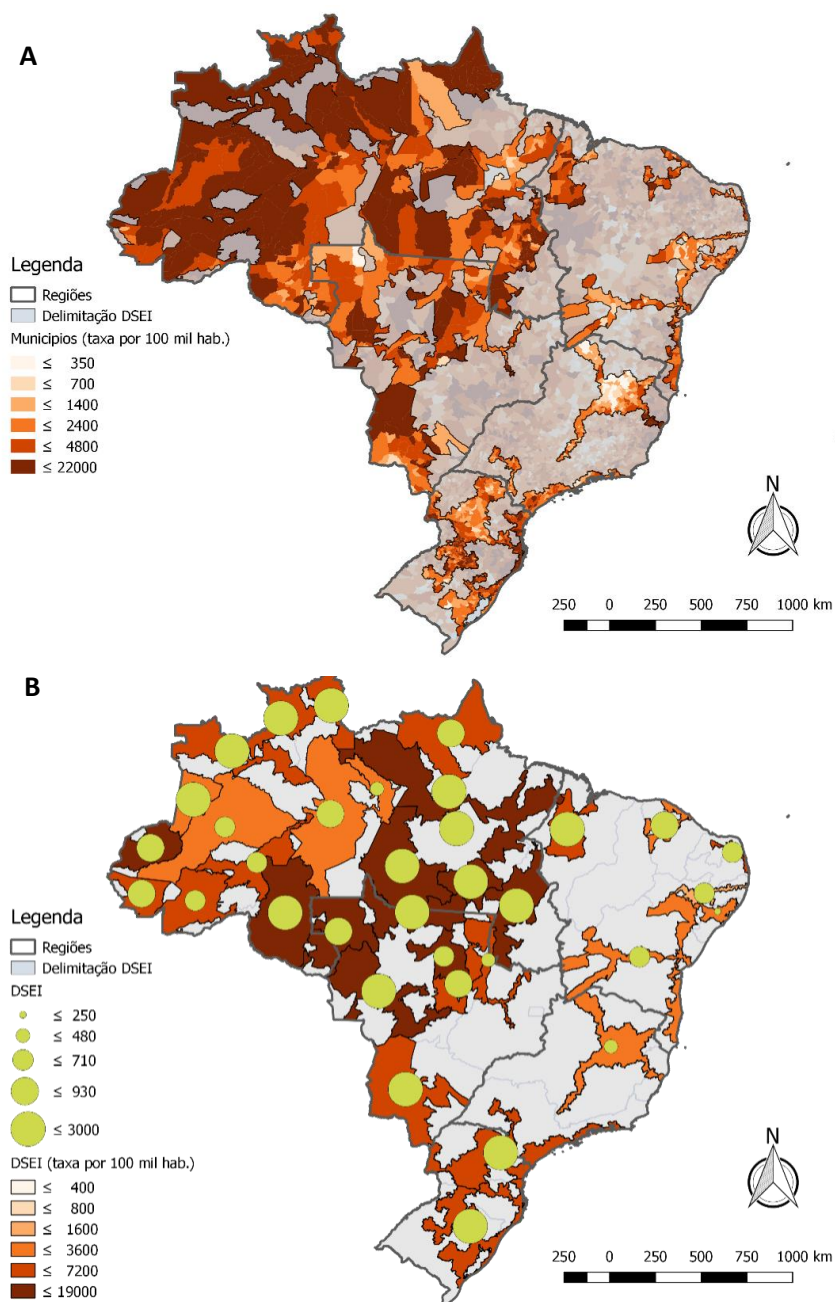 A
Legenda
Regiões
Delimitação DSEI
Municipios (taxa por 100 mil hab.)
≤ 350
≤ 700
≤ 1400
≤ 2400
≤ 4800
≤ 22000
N
250 0 250 500 750 1000 km
B
Legenda
Regiões
Delimitação DSEI
DSEI
≤ 250
≤ 480
≤ 710
≤ 930
≤ 3000
DSEI (taxa por 100 mil hab.)
≤ 400
≤ 800
≤ 1600
≤ 3600
≤ 7200
≤ 19000
N
250 0 250 500 750 1000 km